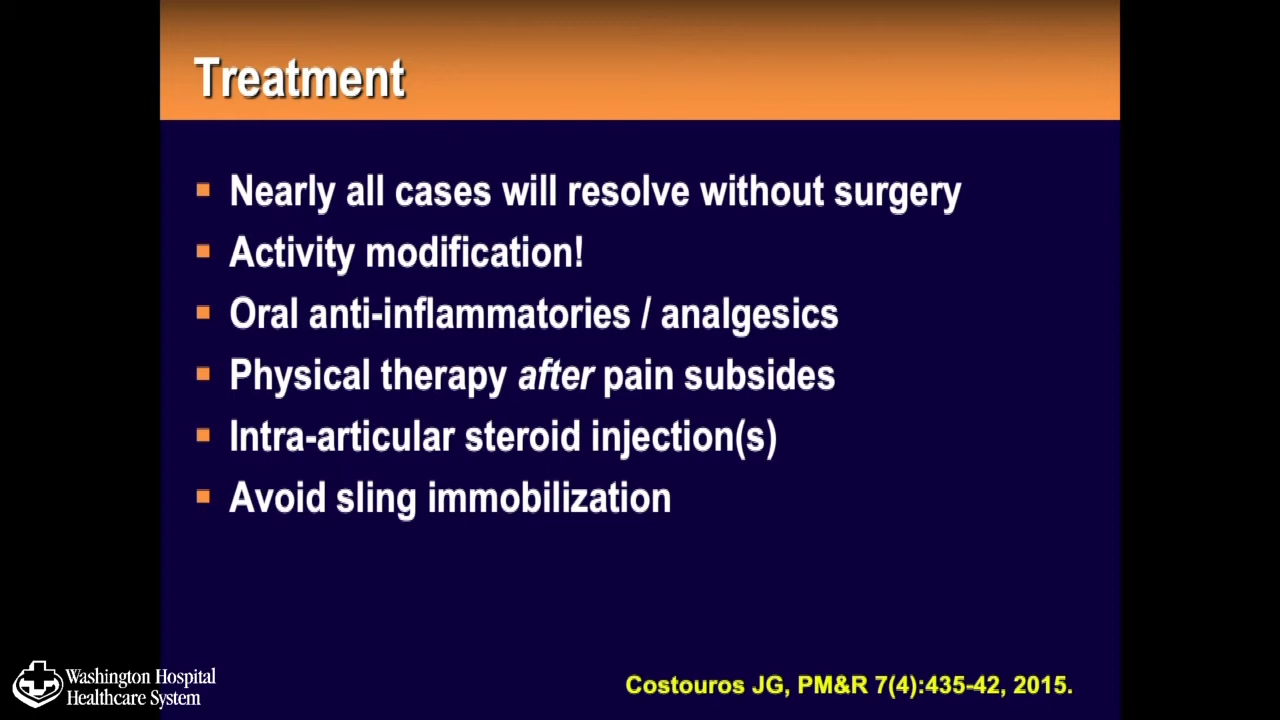 Treatment
▪ Nearly all cases will resolve without surgery
▪ Activity modification!
▪ Oral anti-inflammatories / analgesics
▪ Physical therapy after pain subsides
▪ Intra-articular steroid injection(s)
▪ Avoid sling immobilization
Washington Hospital
Healthcare System
Costouros JG, PM&R 7(4):435-42, 2015.